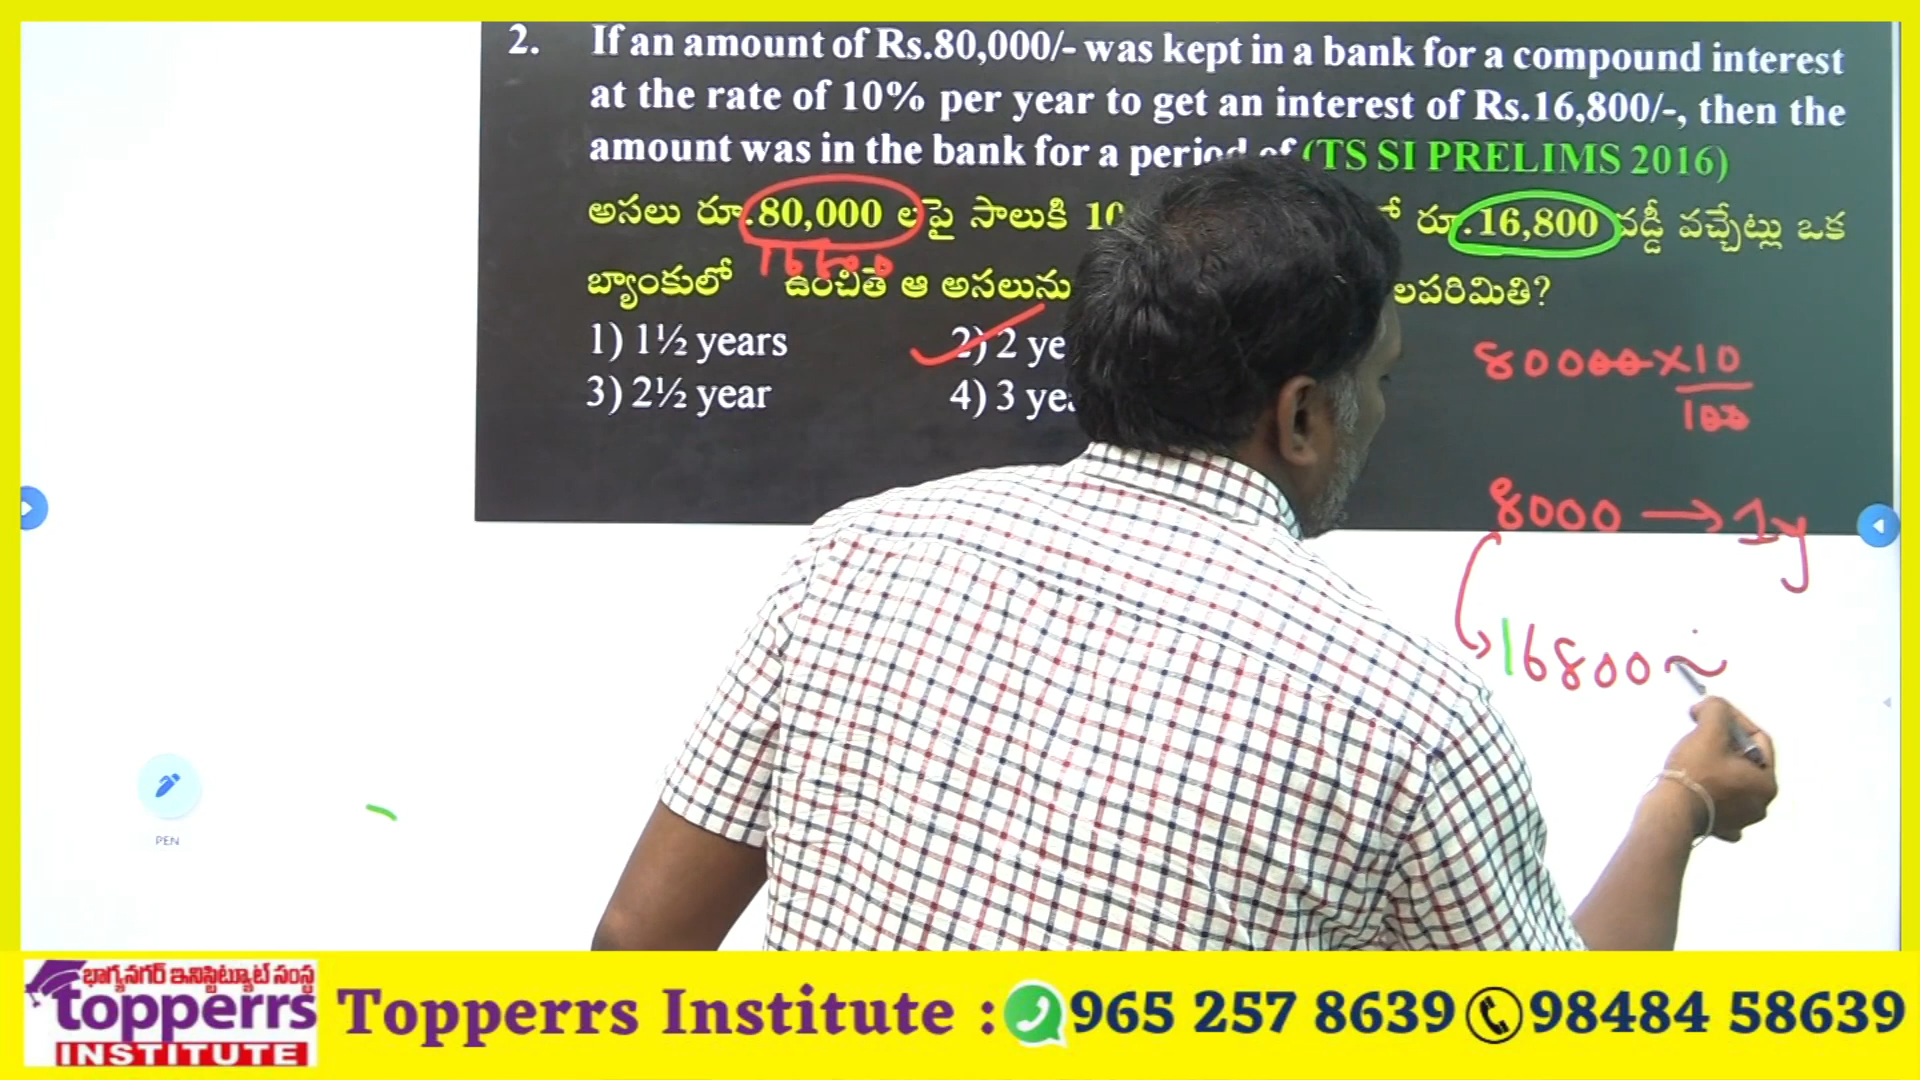 2. If an amount of Rs.80,000/- was kept in a bank for a compound interest
at the rate of 10% per year to get an interest of Rs.16,800/-, then the
amount was in the bank for a period of (TS SI PRELIMS 2016)
అసలు రూ.80,000 లపై సాలుకి 10 రూ.16,800 వడ్డీ వచ్చేట్లు ఒక
16800
బ్యాంకులో ఉంచితే ఆ అసలును లపరిమితి?
1) 1½ years 2) 2 ye
3) 2½ year 4) 3 yea
80000 × 10
100
8000 → 1y
16800
PEN
భాగ్యనగర్ ఇనిస్టిట్యూట్ సంస్థ
topperrs
INSTITUTE
Topperrs Institute : 965 257 8639 98484 58639